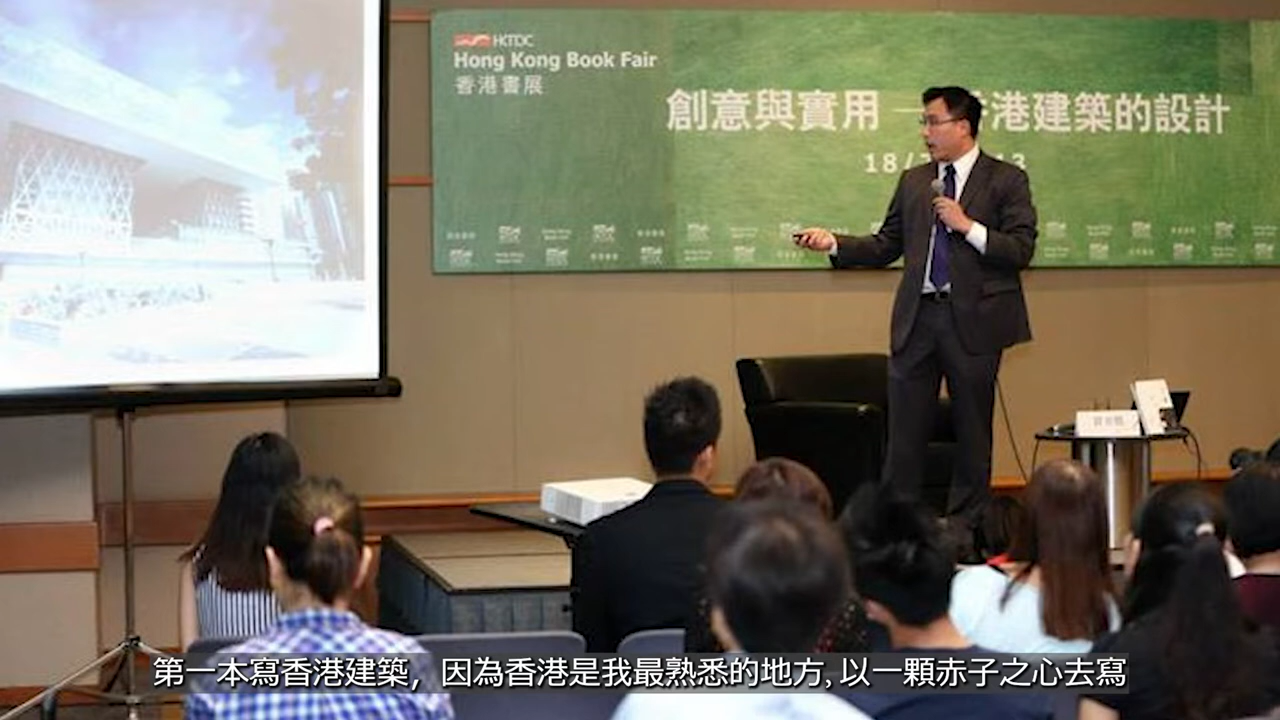 HKTDC
Hong Kong Book Fair
香港書展
創意與實用 — 香港建築的設計
第一本寫香港建築，因為香港是我最熟悉的地方，以一顆赤子之心去寫